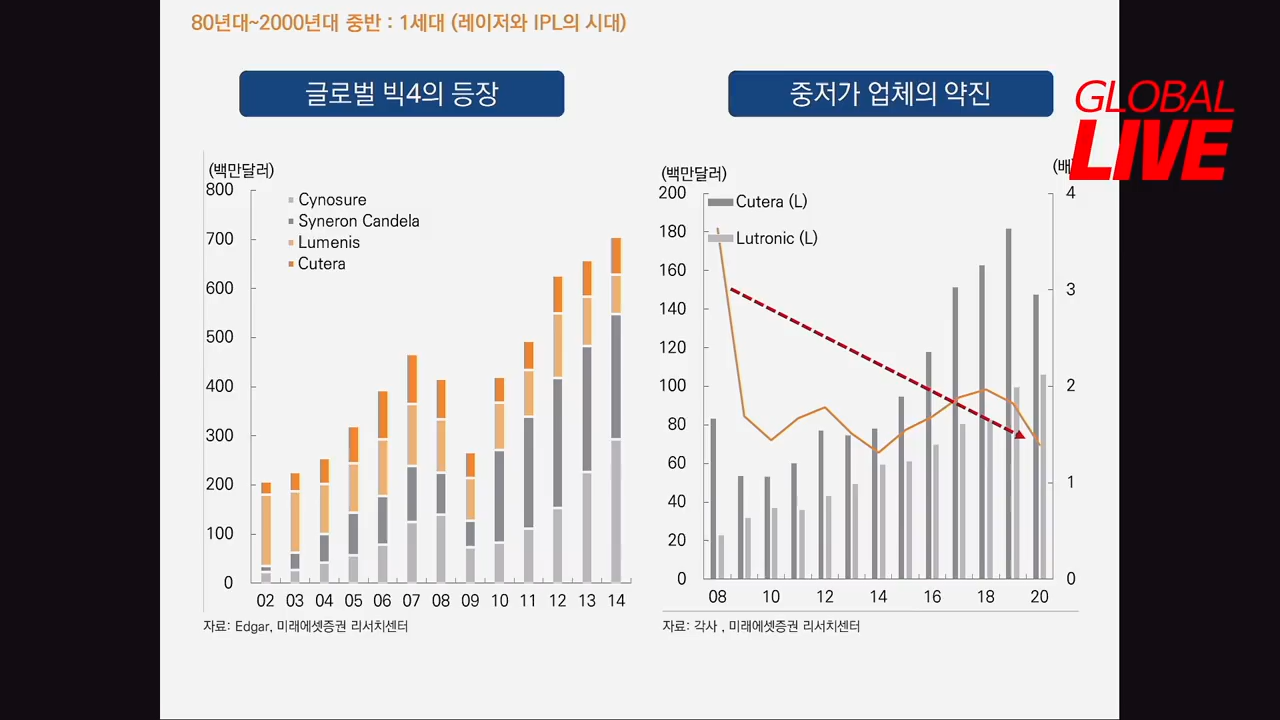 80년대~2000년대 중반 : 1세대 (레이저와 IPL의 시대)
글로벌 빅4의 등장
(백만달러)
800
700
600
500
400
300
200
100
0
Cynosure
Syneron Candela
Lumenis
Cutera
02 03 04 05 06 07 08 09 10 11 12 13 14
자료: Edgar, 미래에셋증권 리서치센터
중저가 업체의 약진
GLOBAL
LIVE
(백만달러)
(배
200
180
160
140
120
100
80
60
40
20
0
Cutera (L)
Lutronic (L)
4
3
2
1
0
08 10 12 14 16 18 20
자료: 각사 , 미래에셋증권 리서치센터